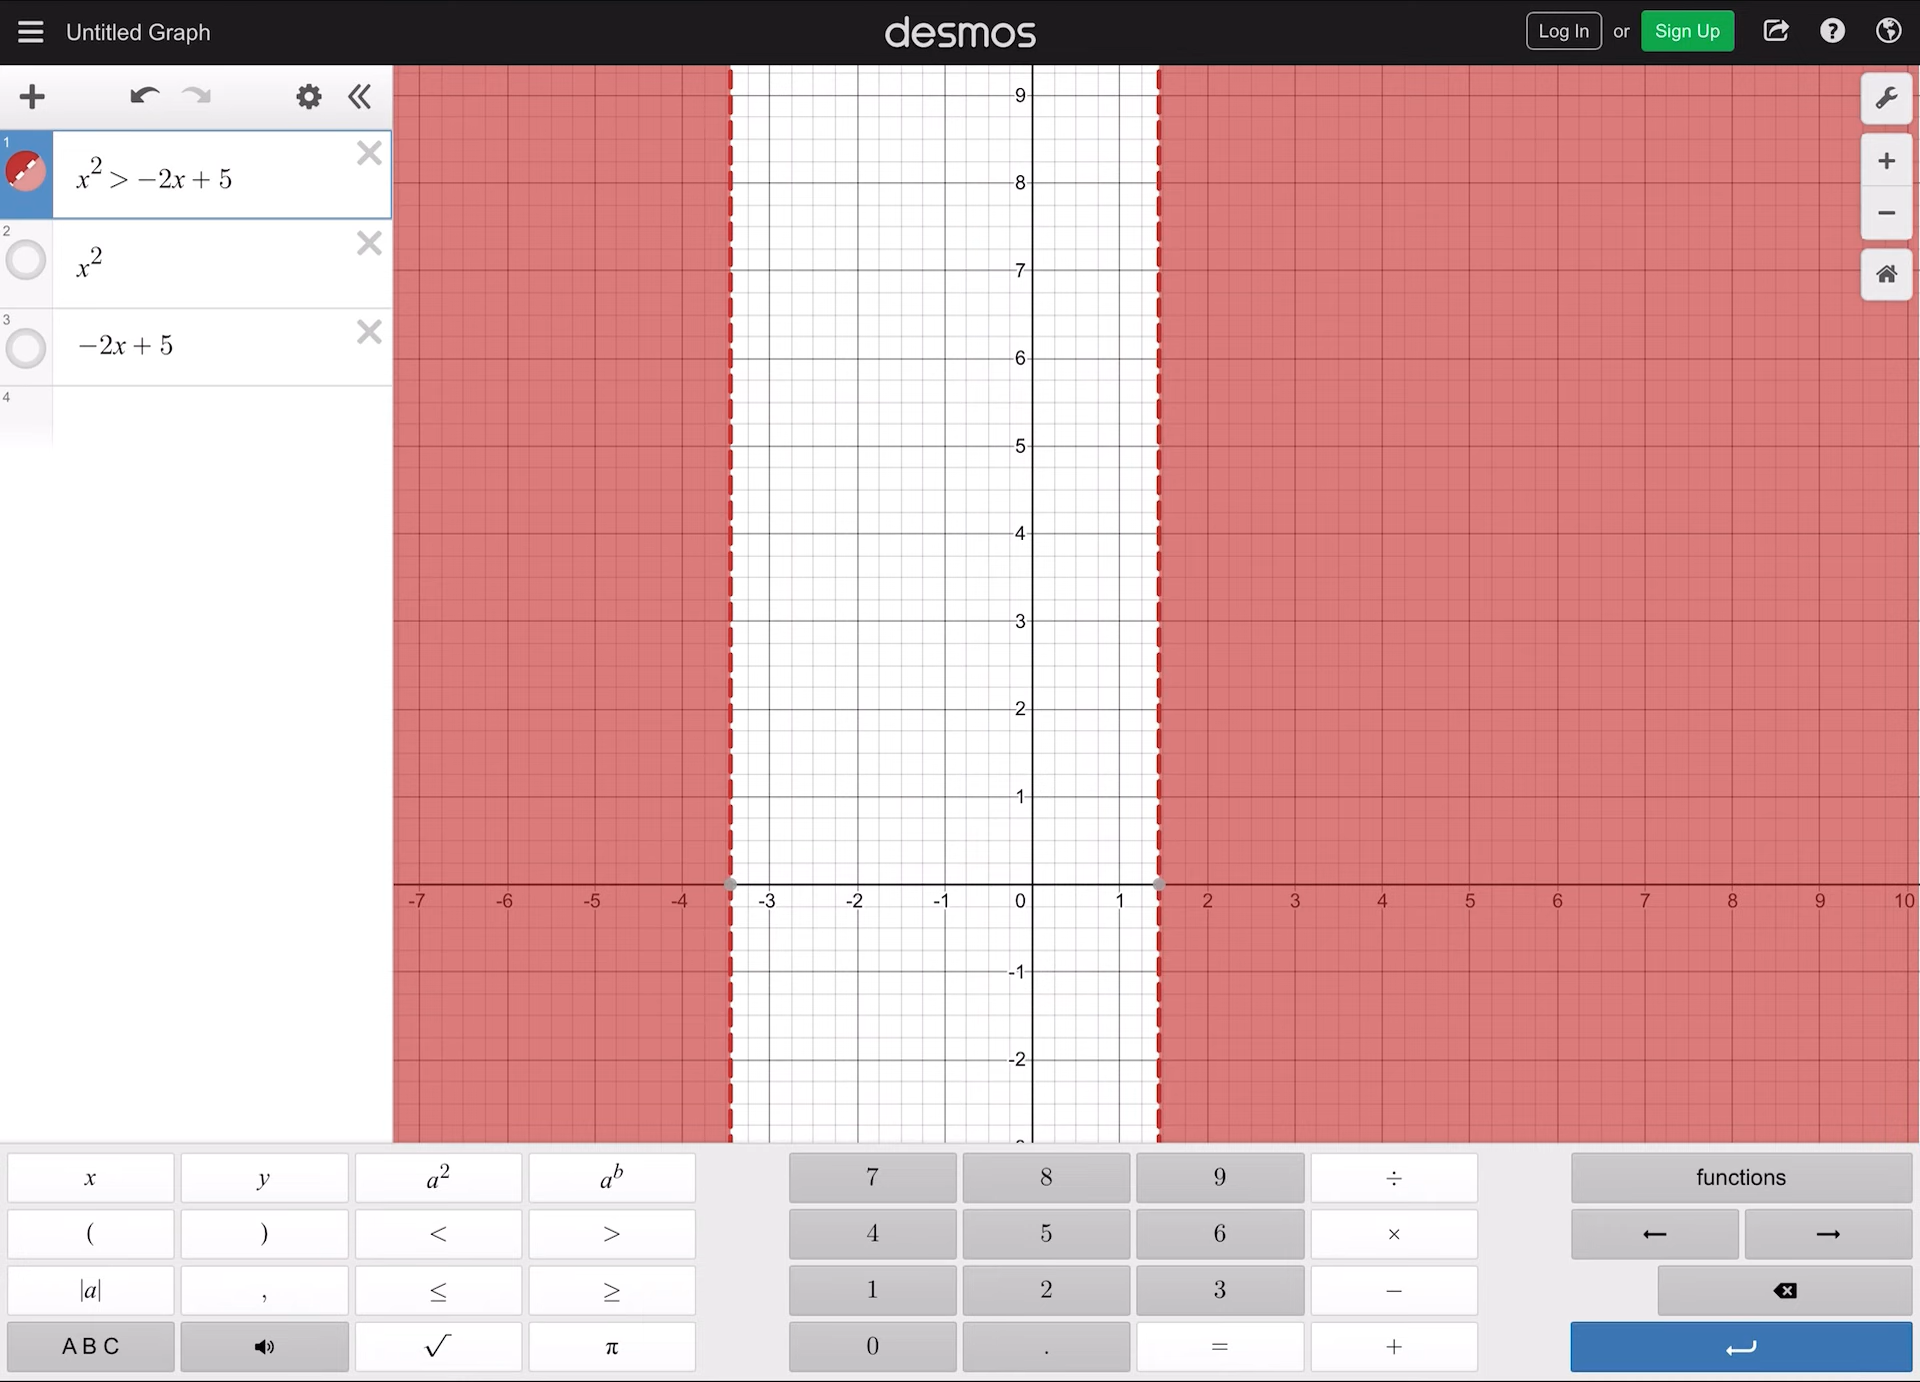 Untitled Graph
desmos
Log In or Sign Up
1
x² > −2x + 5
2
x²
3
−2x + 5
4
9
8
7
6
5
4
3
2
1
-7 -6 -5 -4 -3 -2 -1 0 1 2 3 4 5 6 7 8 9 10
-1
-2
x y a² aᵇ 7 8 9 ÷ functions
( ) < > 4 5 6 × ← →
|a| , ≤ ≥ 1 2 3 −
A B C √ π 0 . = +